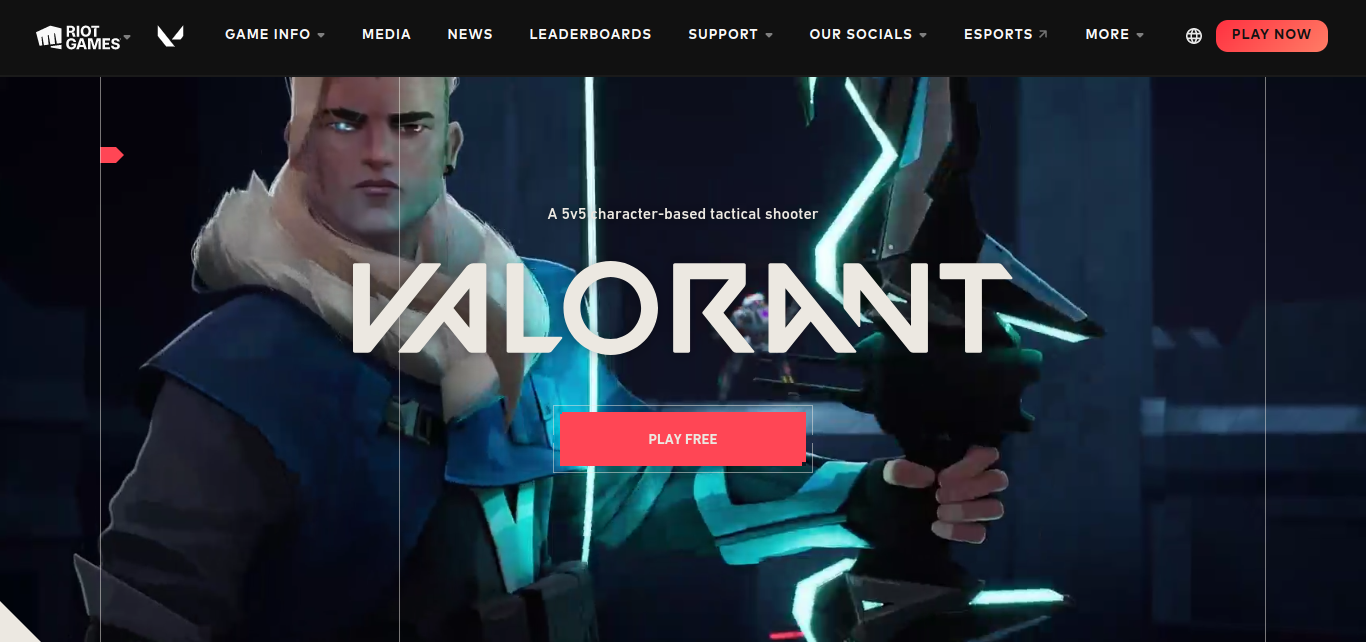 RIOT GAMES
GAME INFO MEDIA NEWS LEADERBOARDS SUPPORT OUR SOCIALS ESPORTS MORE PLAY NOW
A 5v5 character-based tactical shooter
VALORANT
PLAY FREE